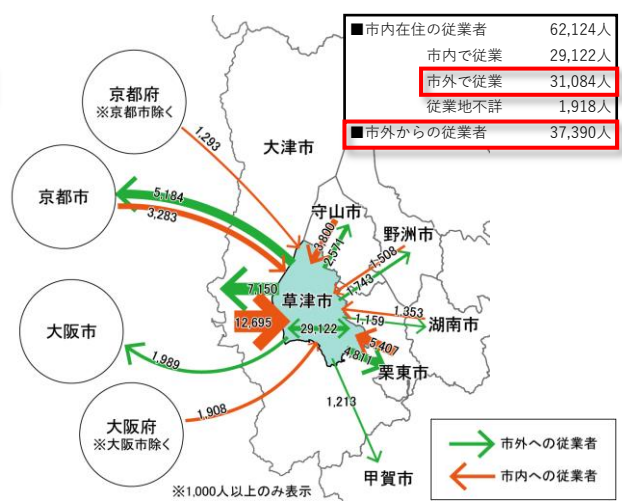 ■市内在住の従業者 62,124人
市内で従業 29,122人
市外で従業 31,084人
従業地不詳 1,918人
■市外からの従業者 37,390人
京都府
※京都市除く
1,293
大津市
京都市
5,184
3,283
守山市
3,800
2,571
野洲市
1,508
1,743
7,150
草津市
12,695
29,122
1,353
1,159
湖南市
大阪市
1,989
5,407
4,811
栗東市
1,213
大阪府
※大阪市除く
1,908
甲賀市
市外への従業者
市内への従業者
※1,000人以上のみ表示